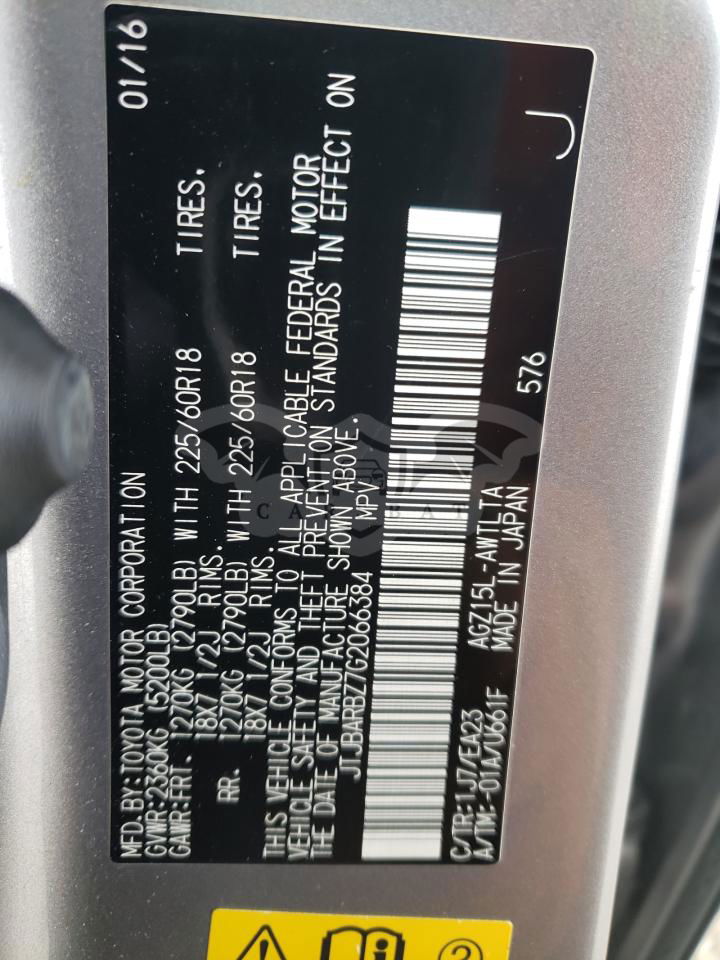 MFD.BY:TOYOTA MOTOR CORPORATION 01/16
GVWR:2360KG (5200LB)
GAWR:FRT. 1270KG (2790LB) WITH 225/60R18 TIRES.
18X7 1/2J RIMS.
RR. 1270KG (2790LB) WITH 225/60R18 TIRES.
18X7 1/2J RIMS.
THIS VEHICLE CONFORMS TO ALL APPLICABLE FEDERAL MOTOR
VEHICLE SAFETY AND THEFT PREVENTION STANDARDS IN EFFECT ON
THE DATE OF MANUFACTURE SHOWN ABOVE.
JTJBARBZ7G2066384 MPV
C/TR:1J7/EA23 AGZ15L-AWTLTA 576
A/TM:-01A/U661F MADE IN JAPAN
J